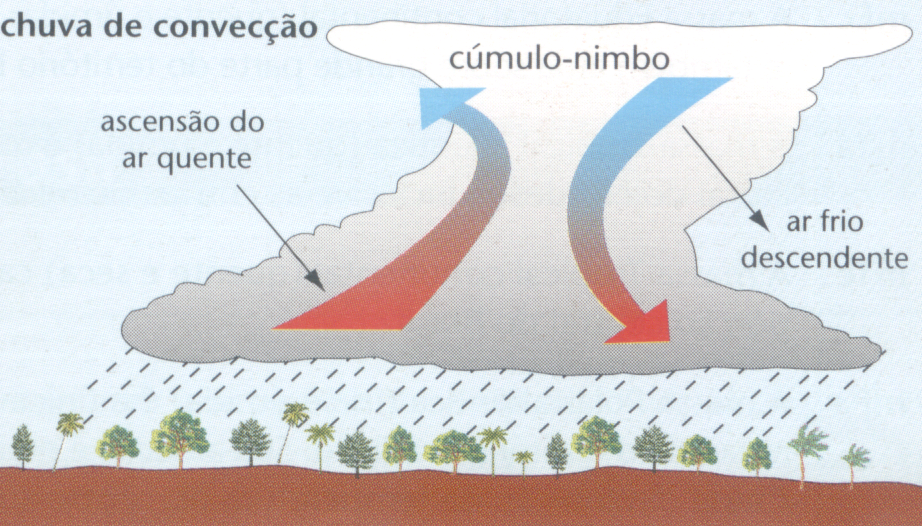 chuva de convecção
cúmulo-nimbo
ascensão do
ar quente
ar frio
descendente